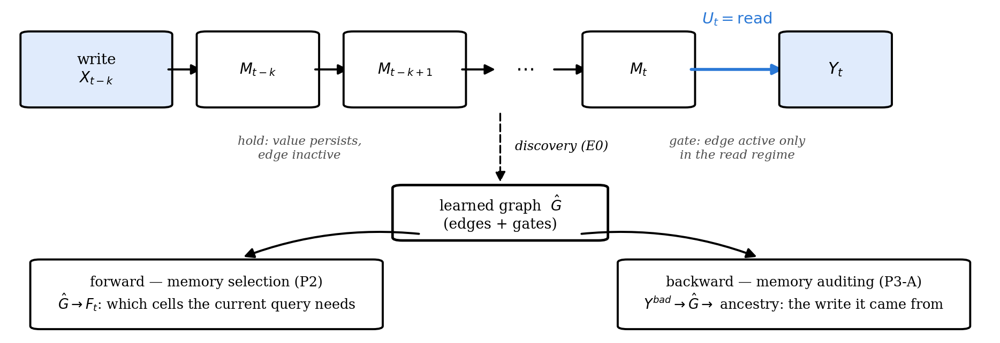 U_t = read
write
X_{t−k}
M_{t−k}
M_{t−k+1}
⋯
M_t
Y_t
hold: value persists,
edge inactive
discovery (E0)
gate: edge active only
in the read regime
learned graph Ĝ
(edges + gates)
forward — memory selection (P2)
Ĝ → F_t: which cells the current query needs
backward — memory auditing (P3-A)
Y^{bad} → Ĝ → ancestry: the write it came from